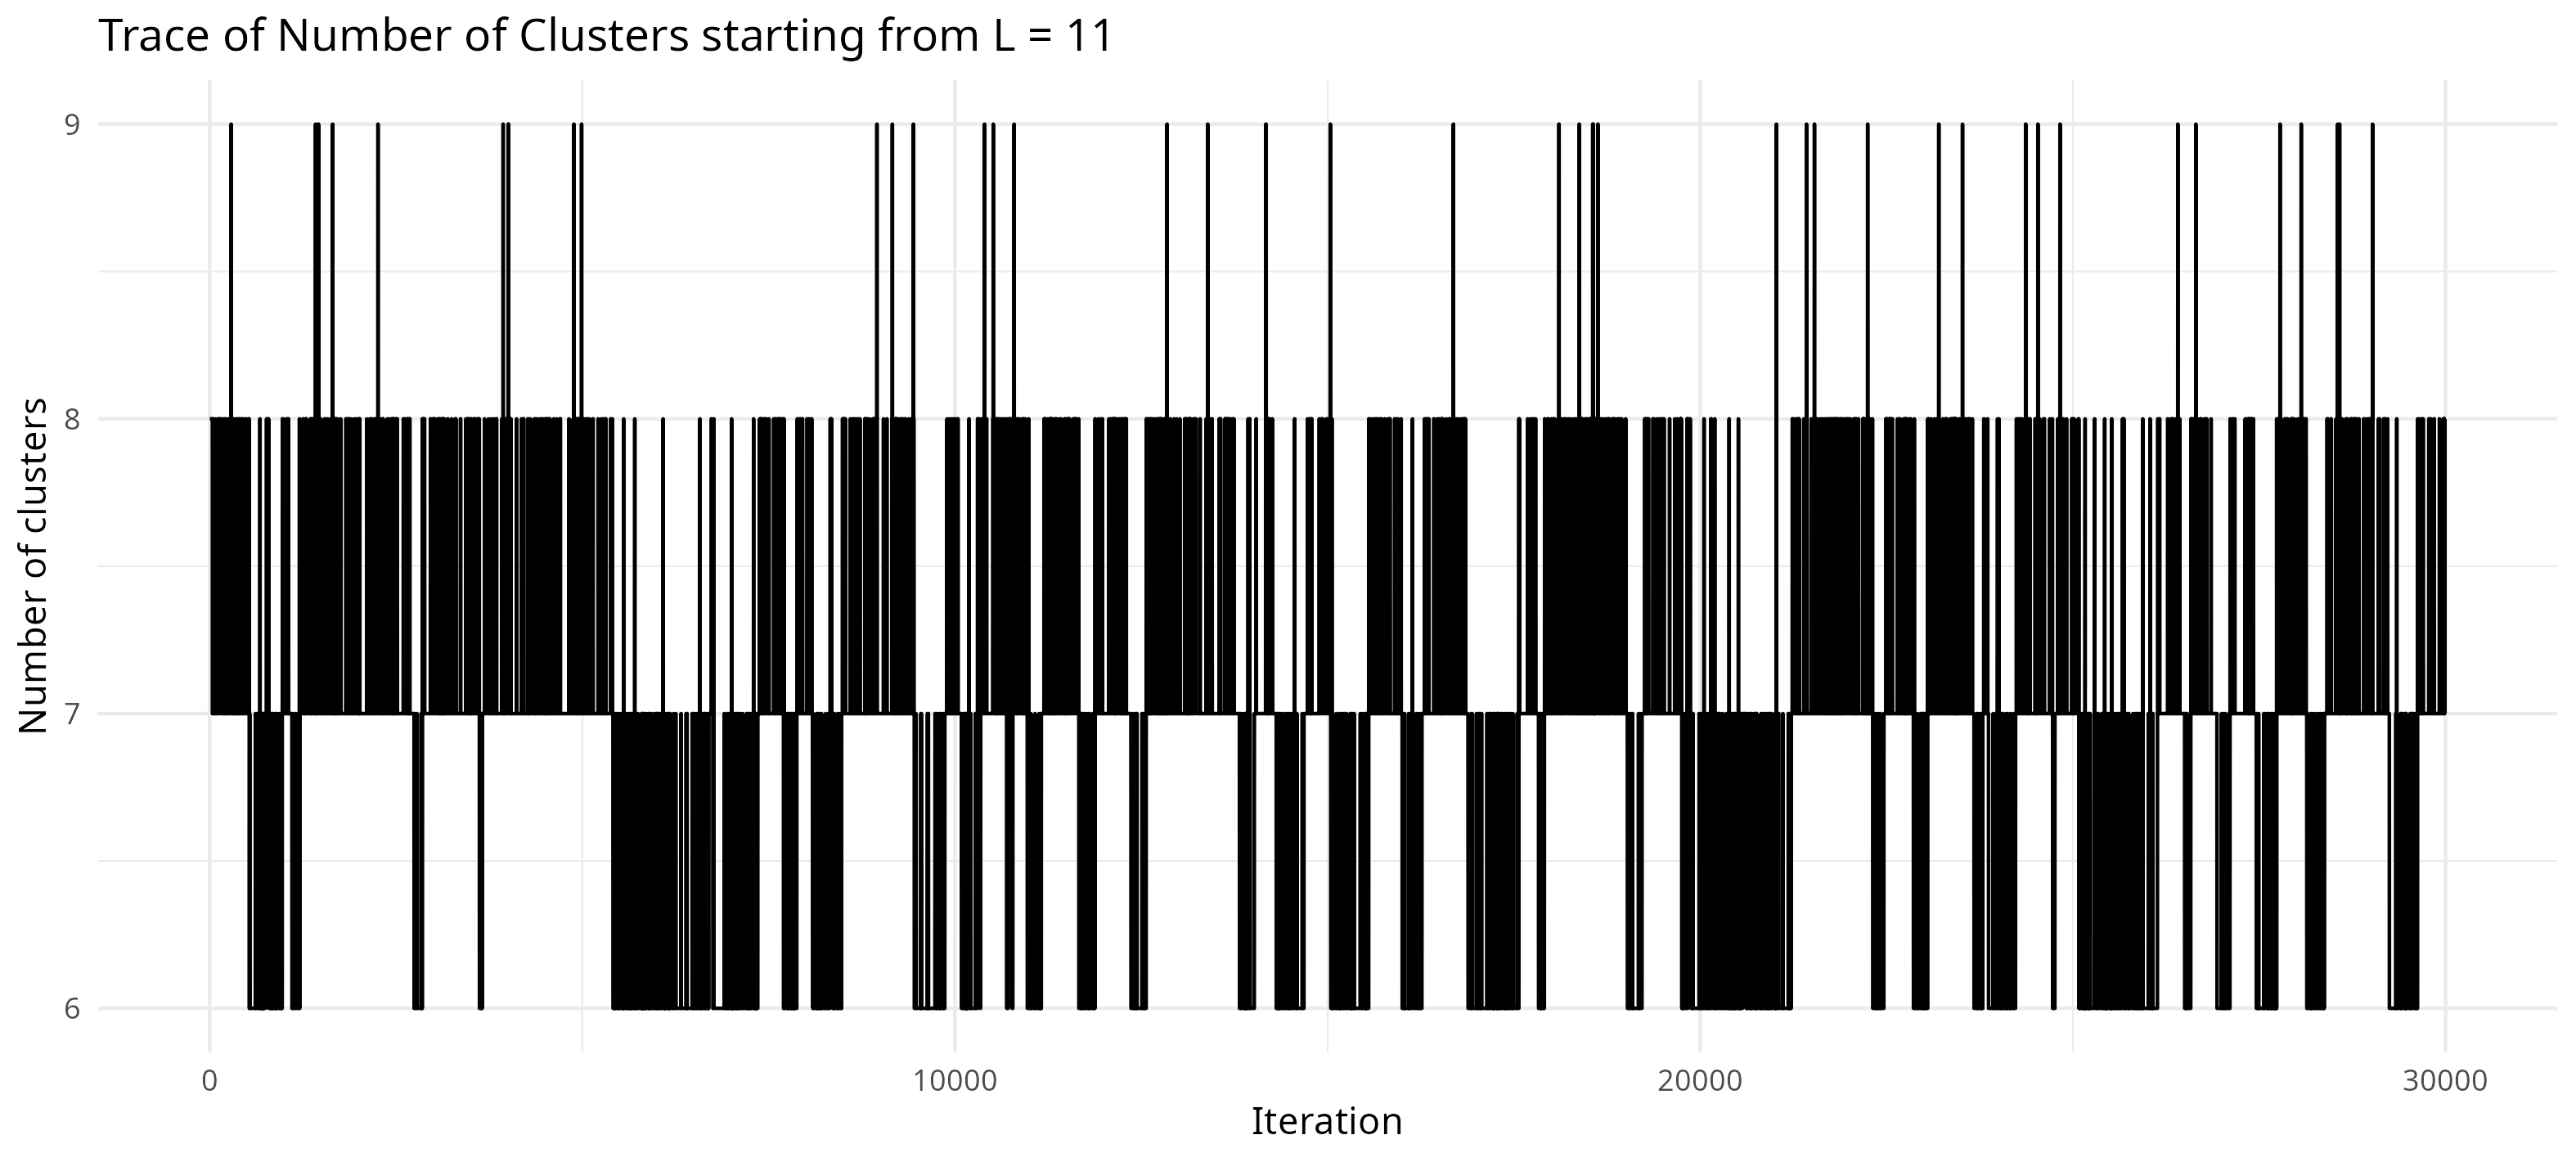 Trace of Number of Clusters starting from L = 11
Number of clusters
9
8
7
6
0 10000 20000 30000
Iteration